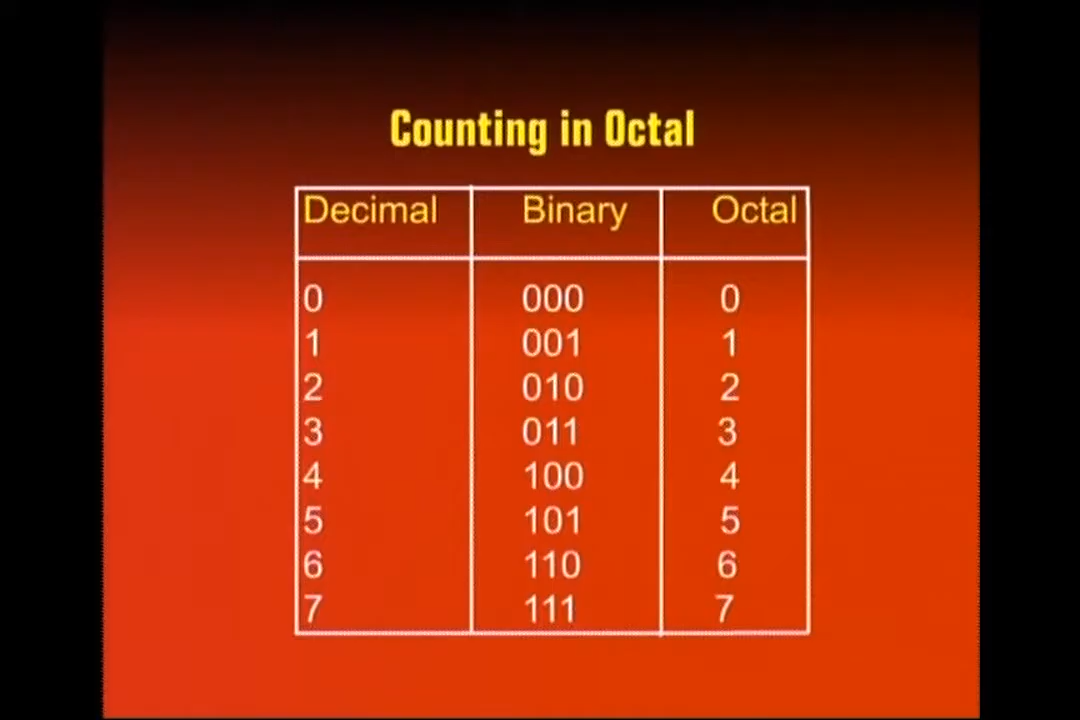 Counting in Octal
Decimal Binary Octal
0 000 0
1 001 1
2 010 2
3 011 3
4 100 4
5 101 5
6 110 6
7 111 7